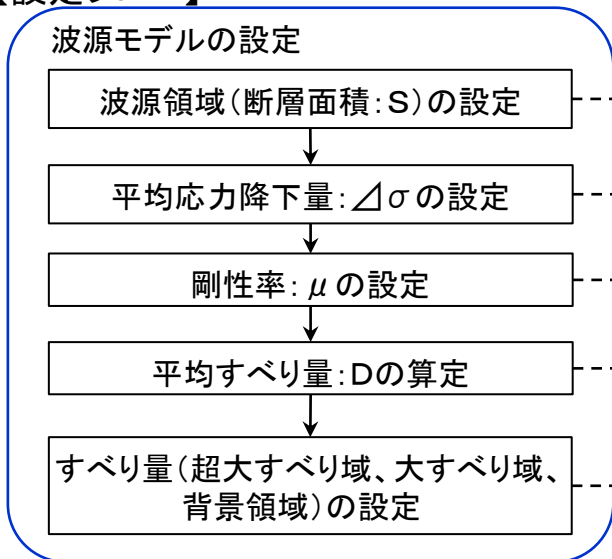 波源モデルの設定
波源領域(断層面積:S)の設定
平均応力降下量:⊿σの設定
剛性率:μの設定
平均すべり量:Dの算定
すべり量(超大すべり域、大すべり域、
背景領域)の設定